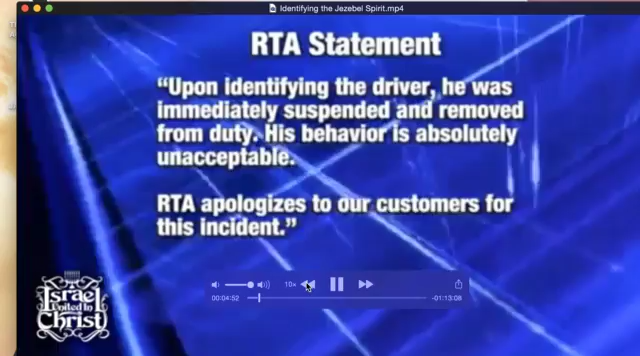 Identifying the Jezebel Spirit.mp4
RTA Statement
“Upon identifying the driver, he was
immediately suspended and removed
from duty. His behavior is absolutely
unacceptable.
RTA apologizes to our customers for
this incident.”
10×
00:04:52
-01:13:08
Israel
United In
Christ